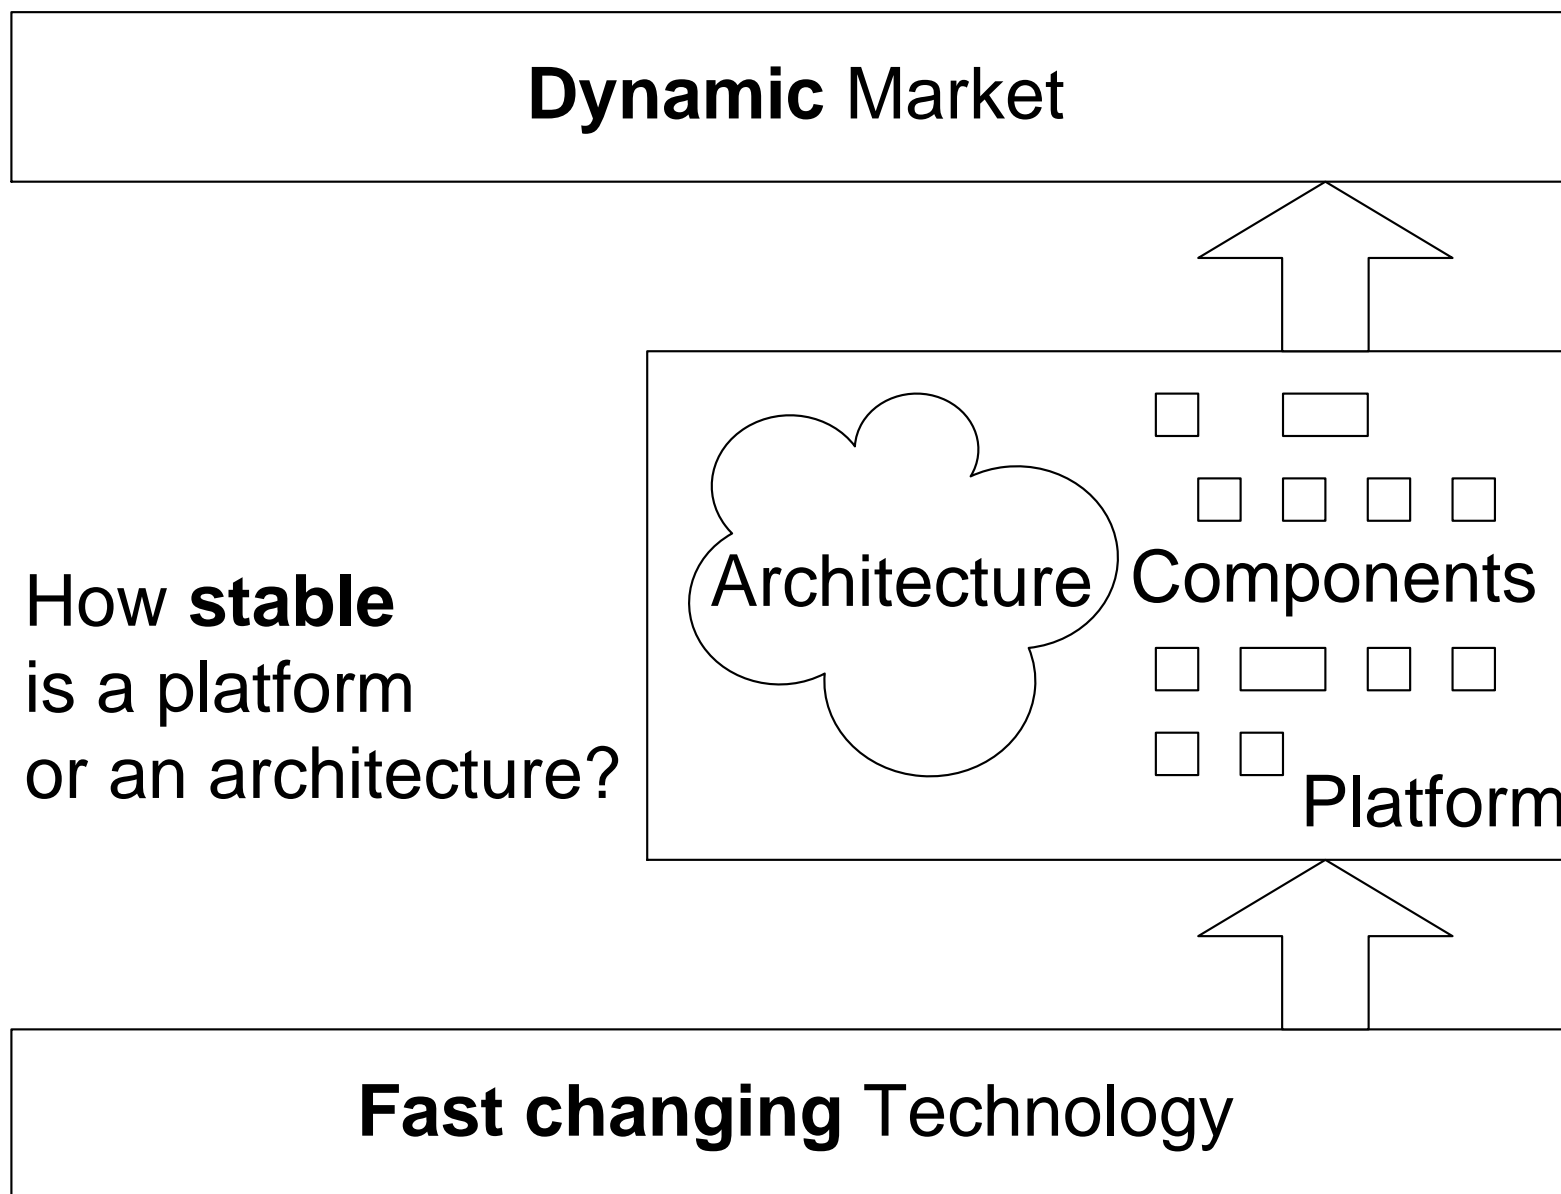 Dynamic Market
How stable
is a platform
or an architecture?
Architecture
Components
Platform
Fast changing Technology